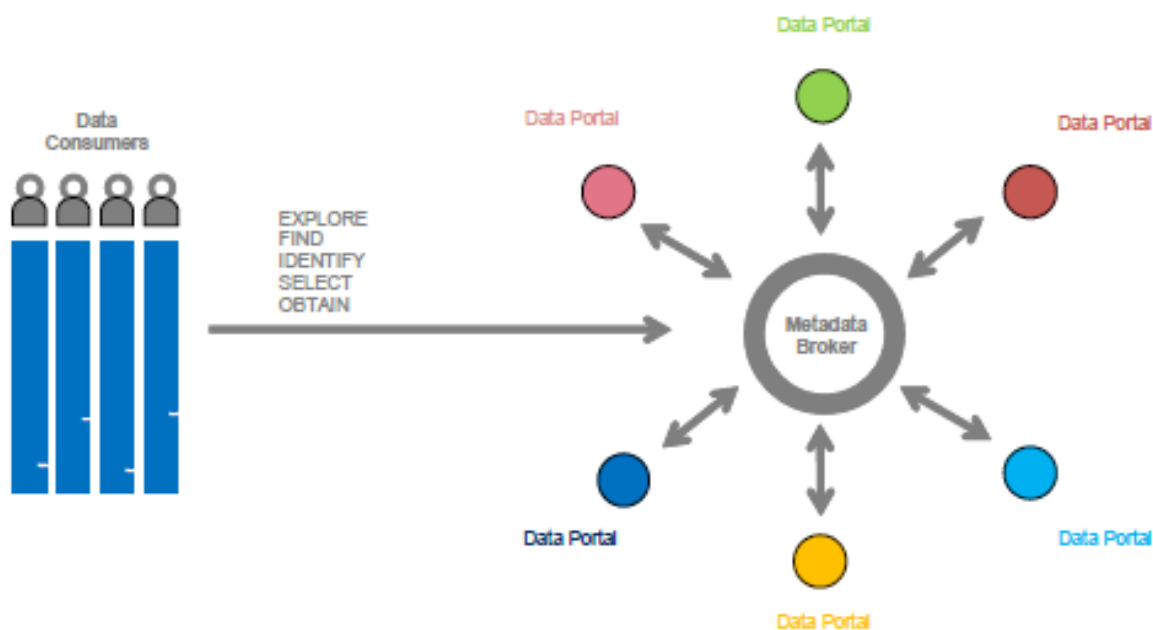 Data Portal
Data Portal
Data Portal
Data
Consumers
EXPLORE
FIND
IDENTIFY
SELECT
OBTAIN
Metadata
Broker
Data Portal
Data Portal
Data Portal